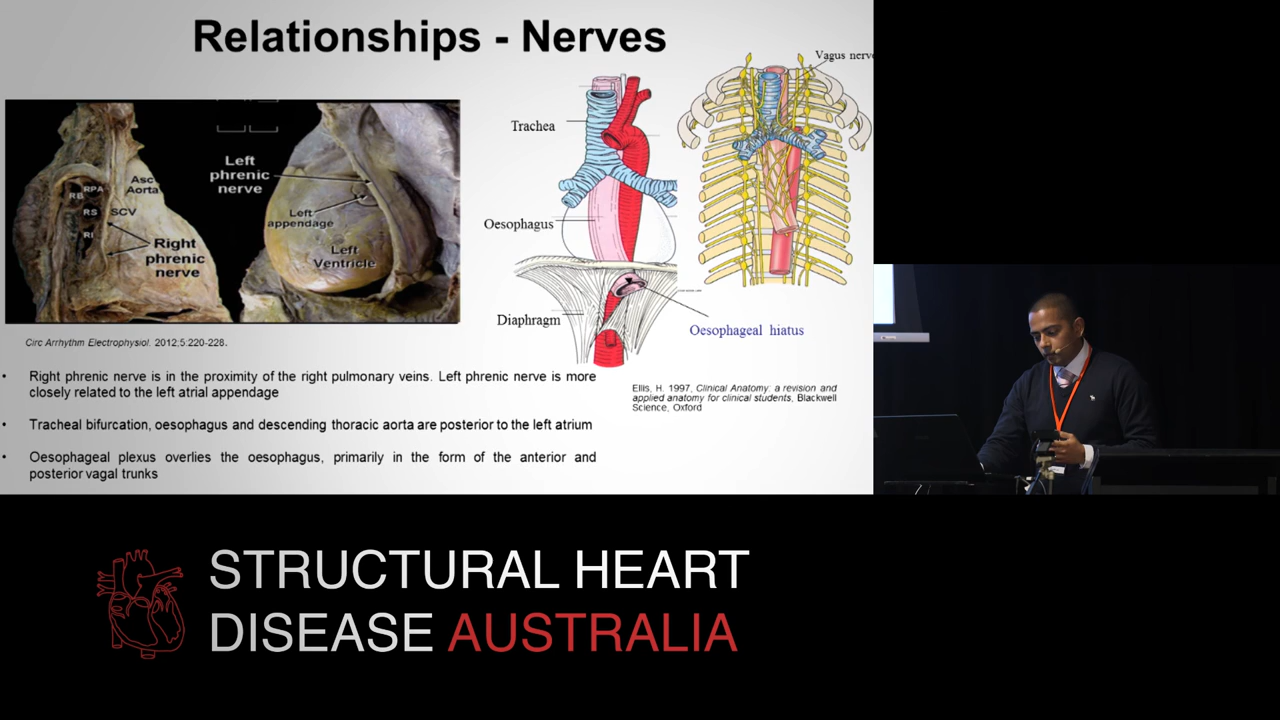 Relationships - Nerves
Vagus nerve
Trachea
Oesophagus
Diaphragm
Oesophageal hiatus
Left
phrenic
nerve
Asc
Aorta
RPA
RB
RS
SCV
RI
Right
phrenic
nerve
Left
appendage
Left
Ventricle
Circ Arrhythm Electrophysiol. 2012;5:220-228.
• Right phrenic nerve is in the proximity of the right pulmonary veins. Left phrenic nerve is more
closely related to the left atrial appendage
• Tracheal bifurcation, oesophagus and descending thoracic aorta are posterior to the left atrium
• Oesophageal plexus overlies the oesophagus, primarily in the form of the anterior and
posterior vagal trunks
Ellis, H. 1997, Clinical Anatomy: a revision and
applied anatomy for clinical students, Blackwell
Science, Oxford
STRUCTURAL HEART
DISEASE AUSTRALIA